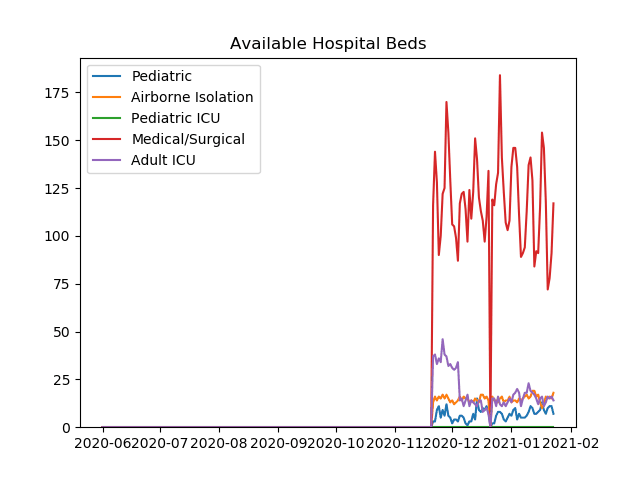 Available Hospital Beds
Pediatric
Airborne Isolation
Pediatric ICU
Medical/Surgical
Adult ICU
175
150
125
100
75
50
25
0
2020-06 2020-07 2020-08 2020-09 2020-10 2020-11 2020-12 2021-01 2021-02